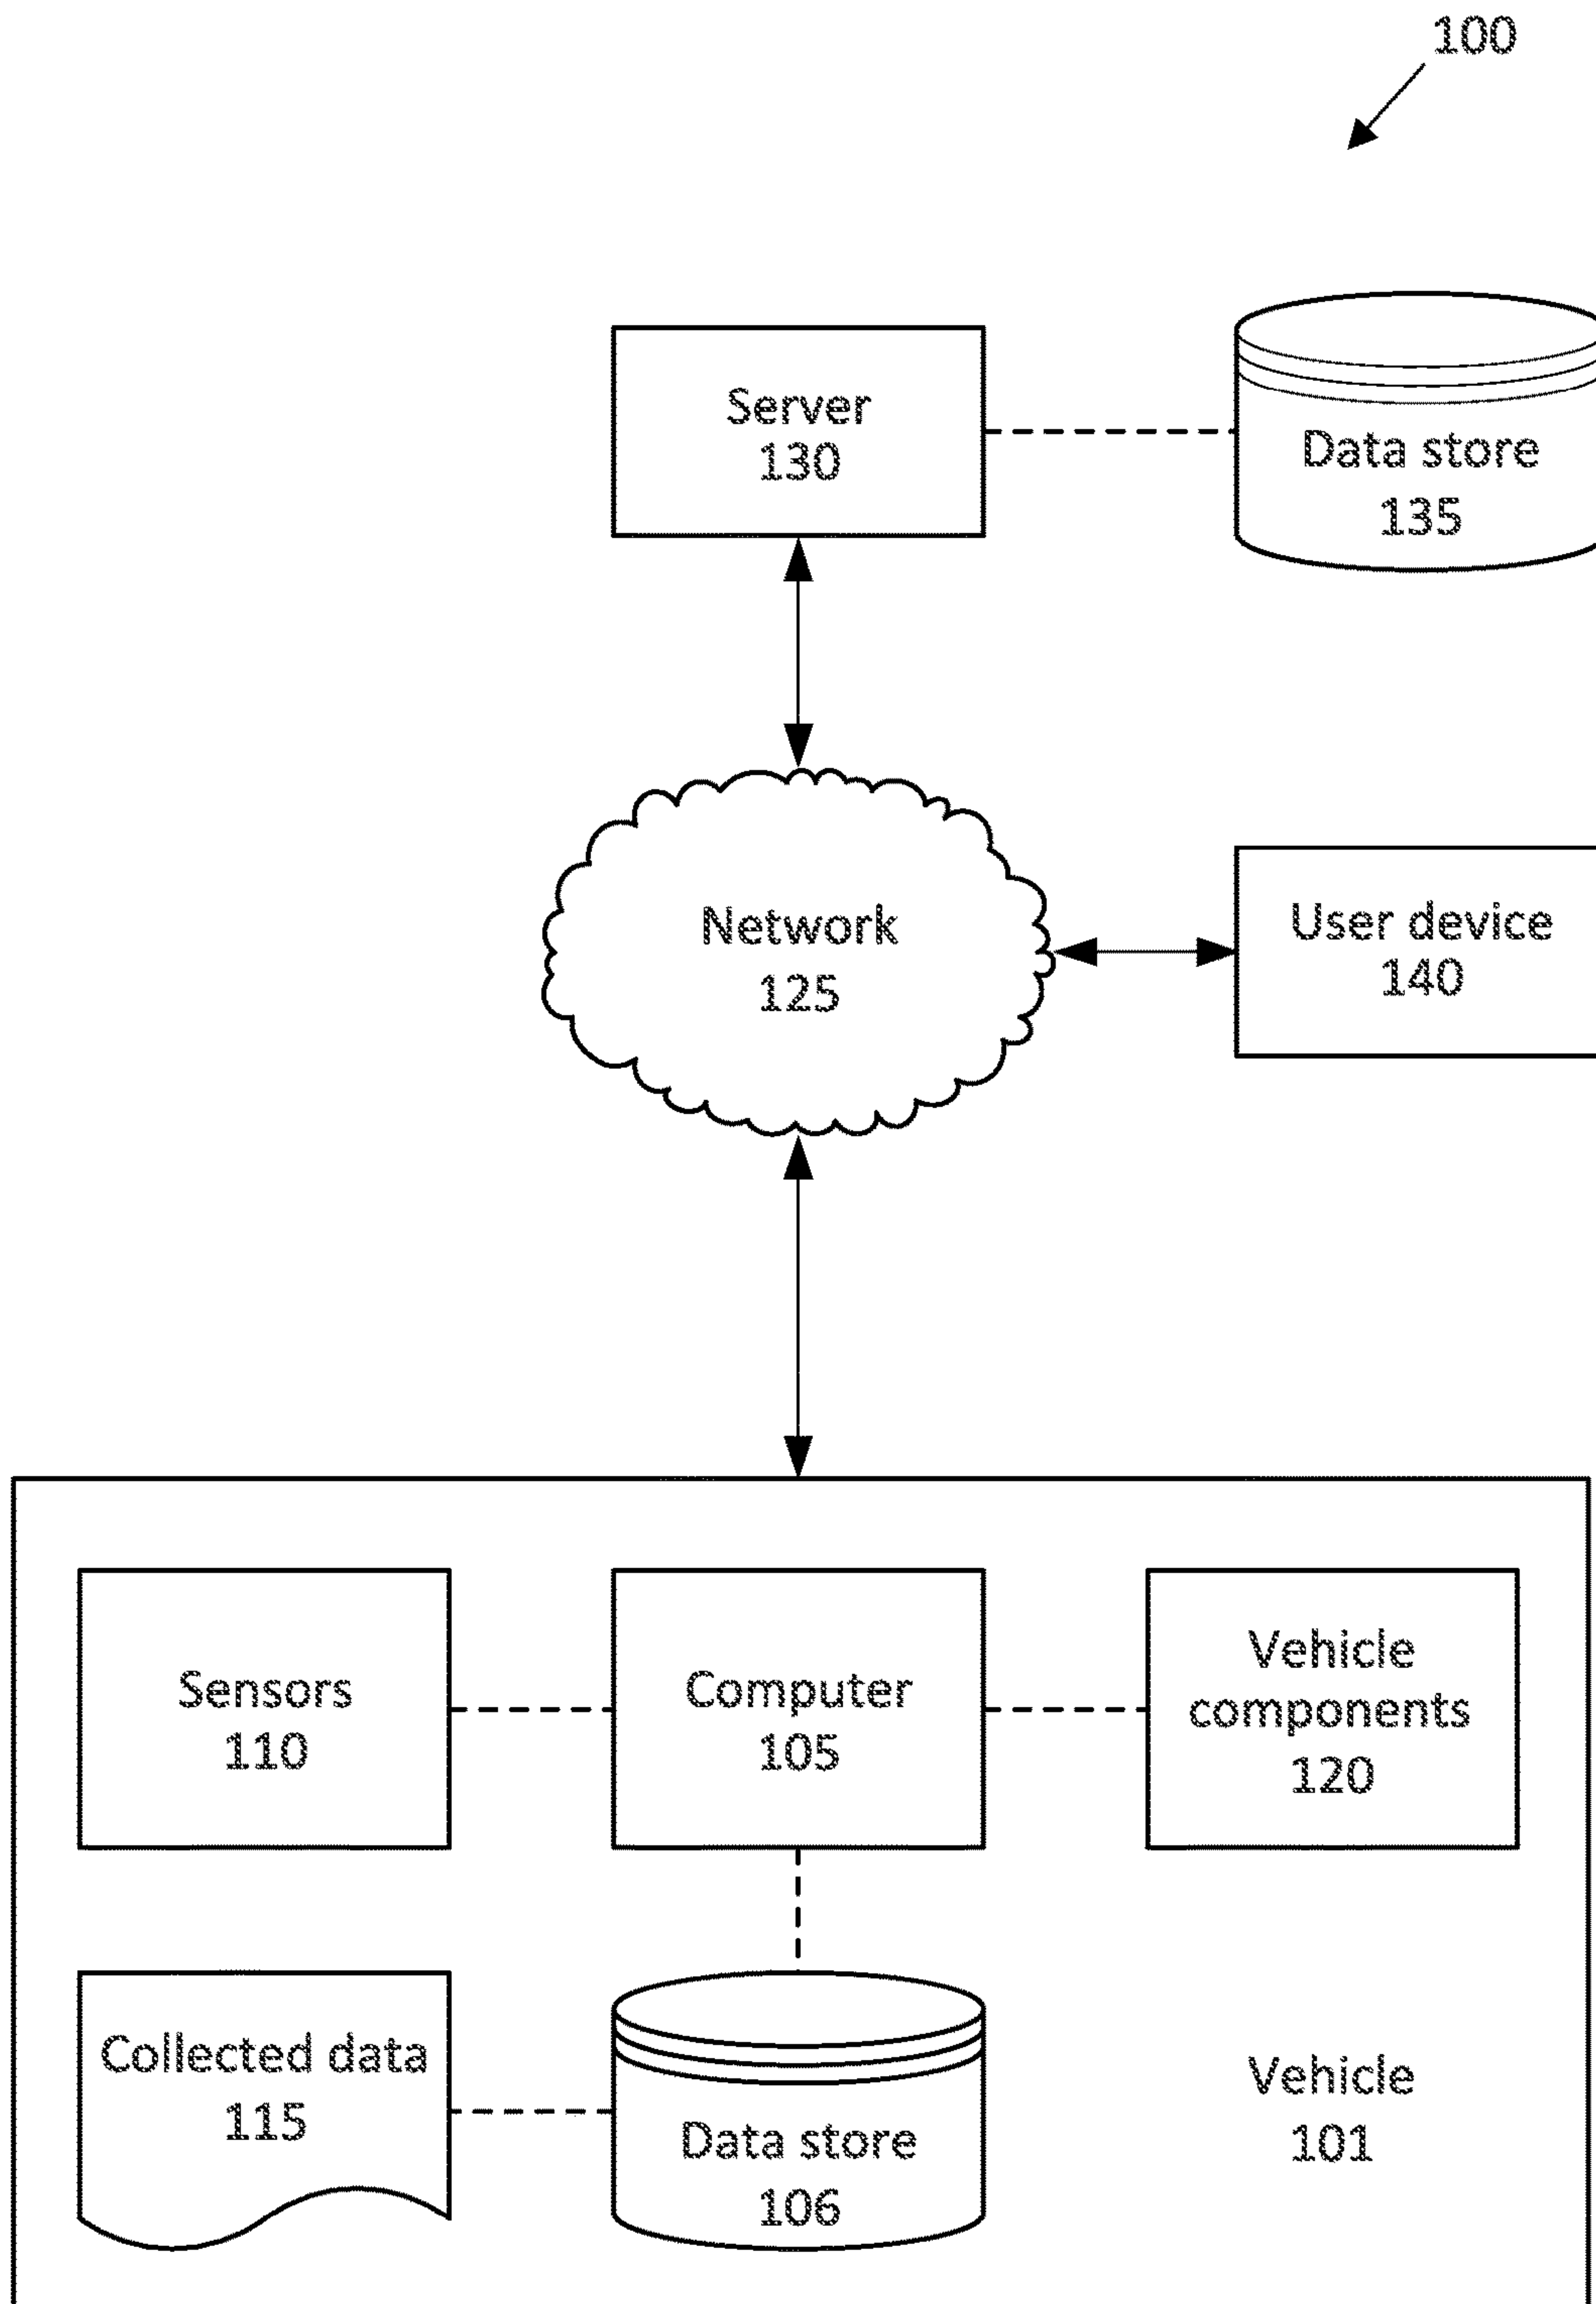 100
Server
130
Data store
135
Network
125
User device
140
Sensors
110
Computer
105
Vehicle
components
120
Collected data
115
Data store
106
Vehicle
101